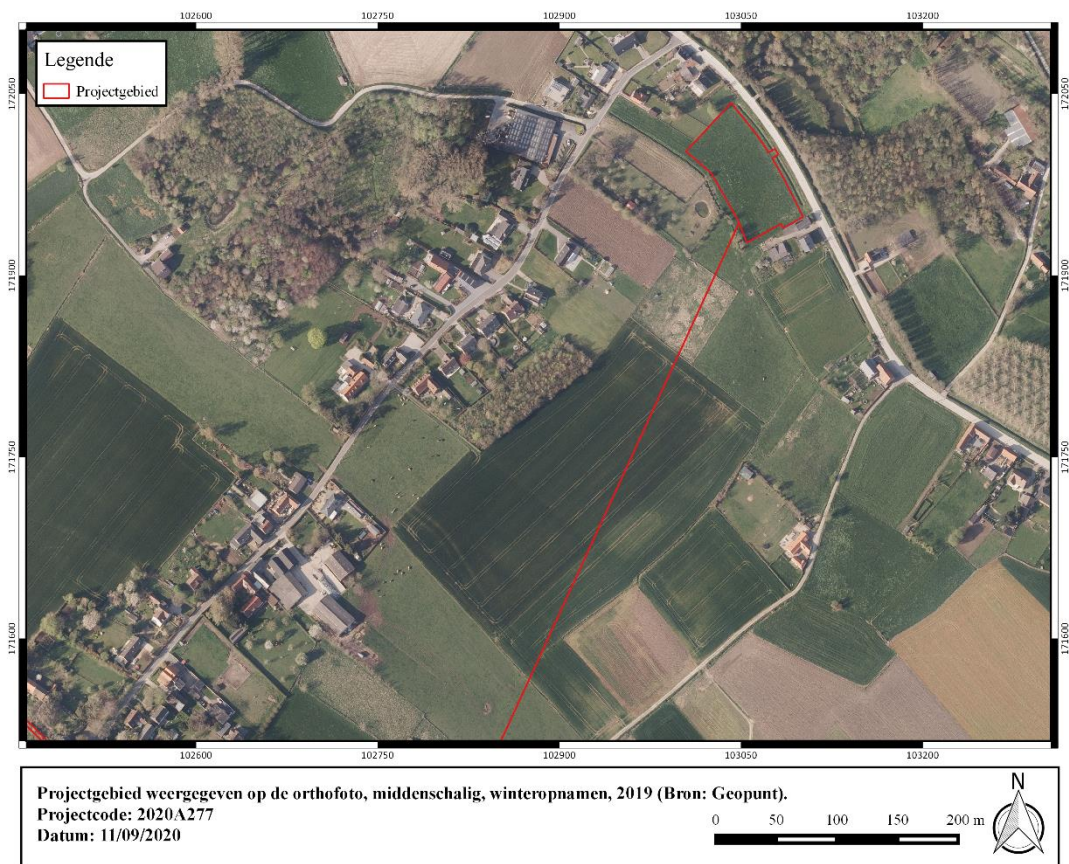 102600 102750 102900 103050 103200
Legende
Projectgebied
172050 172050
171900 171900
171750 171750
171600 171600
102600 102750 102900 103050 103200
Projectgebied weergegeven op de orthofoto, middenschalig, winteropnamen, 2019 (Bron: Geopunt).
Projectcode: 2020A277
Datum: 11/09/2020
0 50 100 150 200 m
N